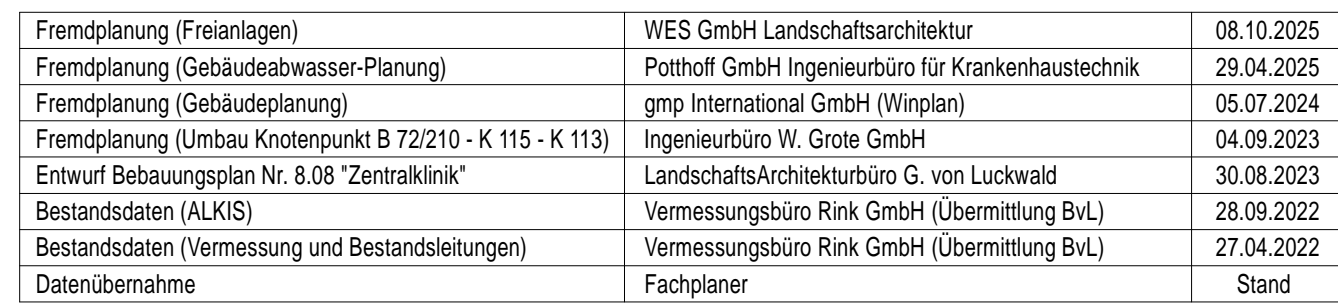 Fremdplanung (Freianlagen) WES GmbH Landschaftsarchitektur 08.10.2025
Fremdplanung (Gebäudeabwasser-Planung) Potthoff GmbH Ingenieurbüro für Krankenhaustechnik 29.04.2025
Fremdplanung (Gebäudeplanung) gmp International GmbH (Winplan) 05.07.2024
Fremdplanung (Umbau Knotenpunkt B 72/210 - K 115 - K 113) Ingenieurbüro W. Grote GmbH 04.09.2023
Entwurf Bebauungsplan Nr. 8.08 "Zentralklinik" LandschaftsArchitekturbüro G. von Luckwald 30.08.2023
Bestandsdaten (ALKIS) Vermessungsbüro Rink GmbH (Übermittlung BvL) 28.09.2022
Bestandsdaten (Vermessung und Bestandsleitungen) Vermessungsbüro Rink GmbH (Übermittlung BvL) 27.04.2022
Datenübernahme Fachplaner Stand